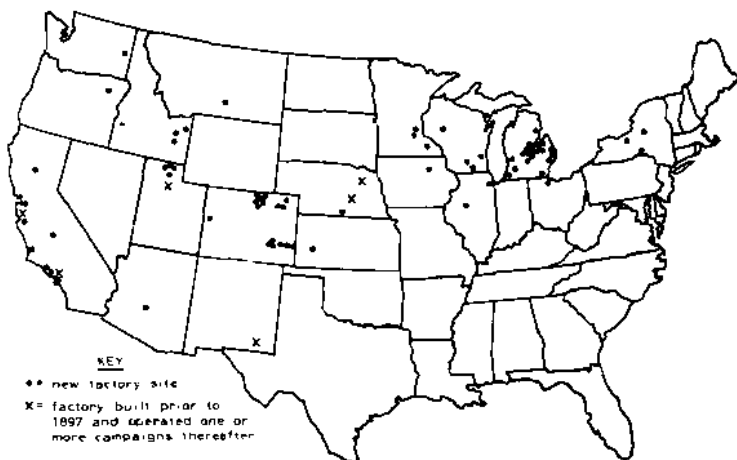 KEY
•• new factory site
X= factory built prior to
1897 and operated one or
more campaigns thereafter